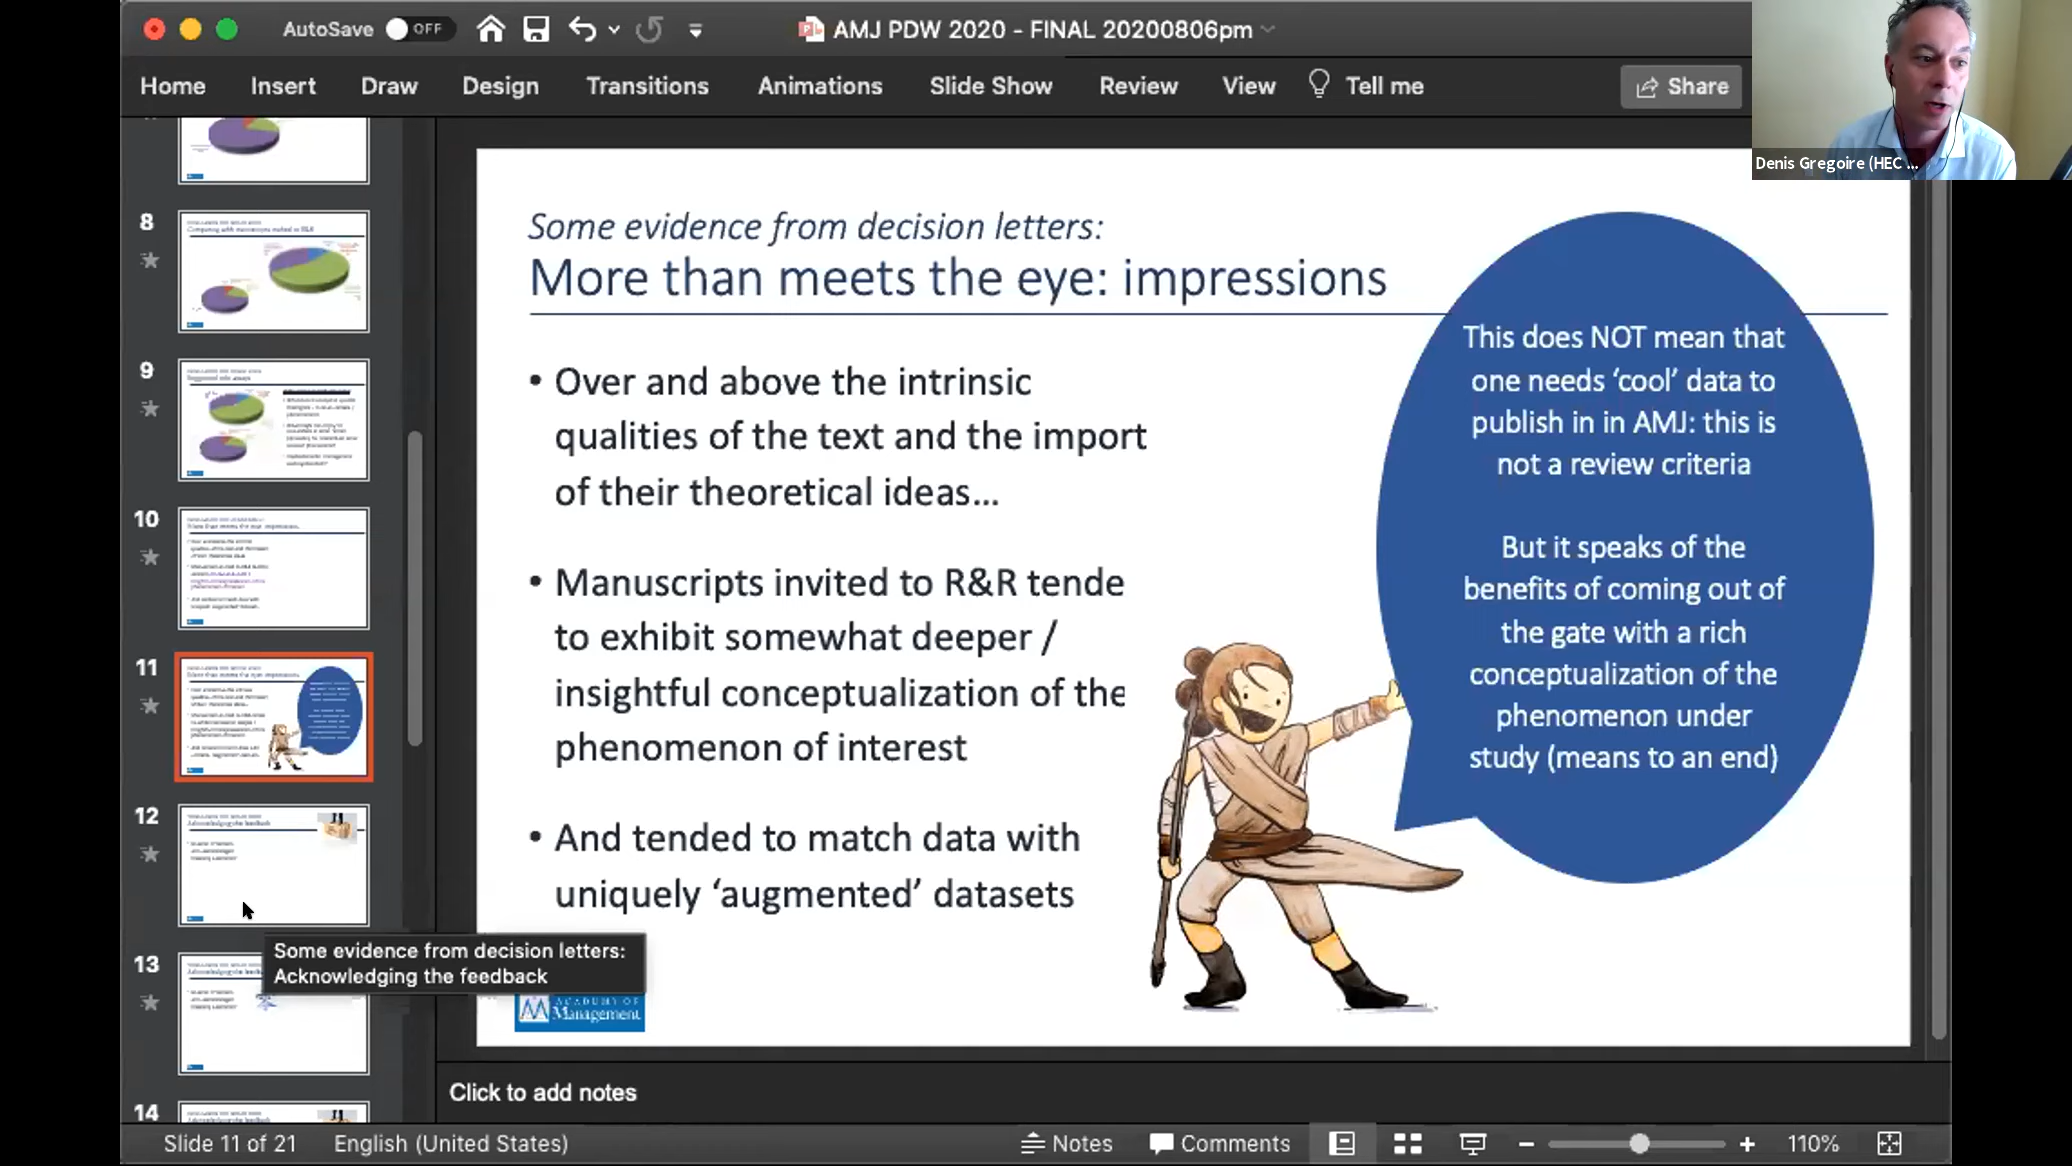 AutoSave OFF
AMJ PDW 2020 - FINAL 20200806pm
Home Insert Draw Design Transitions Animations Slide Show Review View Tell me Share
Denis Gregoire (HEC ...
8
9
10
11
12
13
14
Some evidence from decision letters:
More than meets the eye: impressions
• Over and above the intrinsic
qualities of the text and the import
of their theoretical ideas...
• Manuscripts invited to R&R tende
to exhibit somewhat deeper /
insightful conceptualization of the
phenomenon of interest
• And tended to match data with
uniquely ‘augmented’ datasets
This does NOT mean that
one needs ‘cool’ data to
publish in in AMJ: this is
not a review criteria
But it speaks of the
benefits of coming out of
the gate with a rich
conceptualization of the
phenomenon under
study (means to an end)
Some evidence from decision letters:
Acknowledging the feedback
ACADEMY OF
Management
Click to add notes
Slide 11 of 21 English (United States) Notes Comments 110%